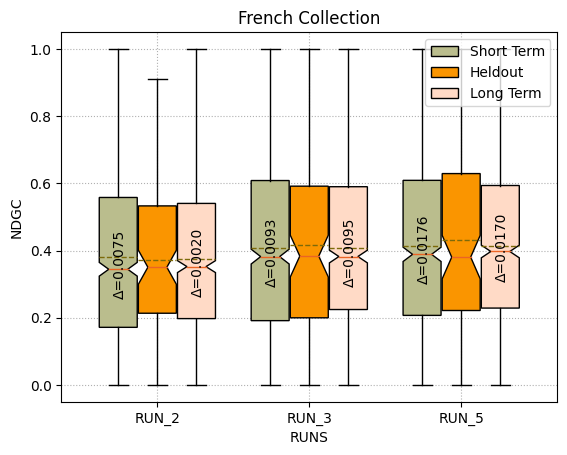 French Collection
Short Term
Heldout
Long Term
NDGC
1.0
0.8
0.6
0.4
0.2
0.0
Δ=0.0075
Δ=0.0020
Δ=0.0093
Δ=0.0095
Δ=0.0176
Δ=0.0170
RUN_2
RUN_3
RUN_5
RUNS